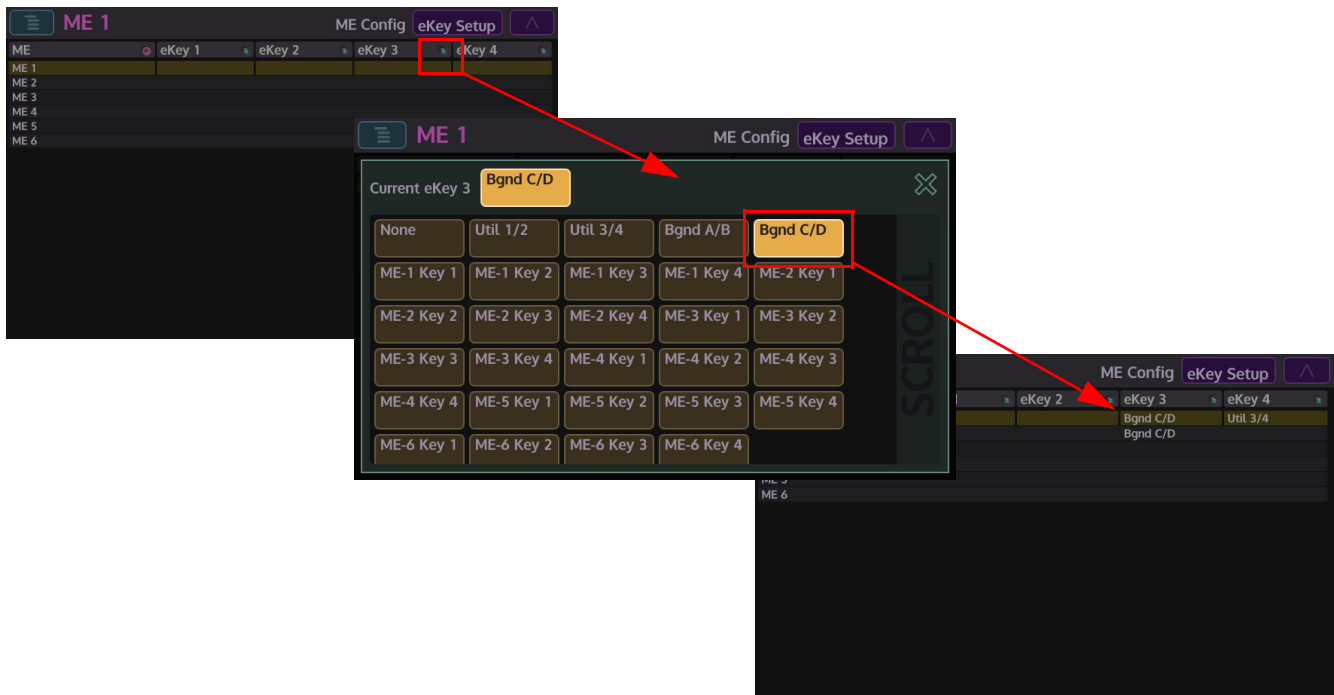 ME 1 ME Config eKey Setup
ME eKey 1 eKey 2 eKey 3 eKey 4
ME 1
ME 2
ME 3
ME 4
ME 5
ME 6
ME 1 ME Config eKey Setup
Current eKey 3 Bgnd C/D
None Util 1/2 Util 3/4 Bgnd A/B Bgnd C/D
ME-1 Key 1 ME-1 Key 2 ME-1 Key 3 ME-1 Key 4 ME-2 Key 1
ME-2 Key 2 ME-2 Key 3 ME-2 Key 4 ME-3 Key 1 ME-3 Key 2
ME-3 Key 3 ME-3 Key 4 ME-4 Key 1 ME-4 Key 2 ME-4 Key 3
ME-4 Key 4 ME-5 Key 1 ME-5 Key 2 ME-5 Key 3 ME-5 Key 4
ME-6 Key 1 ME-6 Key 2 ME-6 Key 3 ME-6 Key 4
SCROLL
ME Config eKey Setup
eKey 2 eKey 3 eKey 4
Bgnd C/D Util 3/4
Bgnd C/D
ME 6